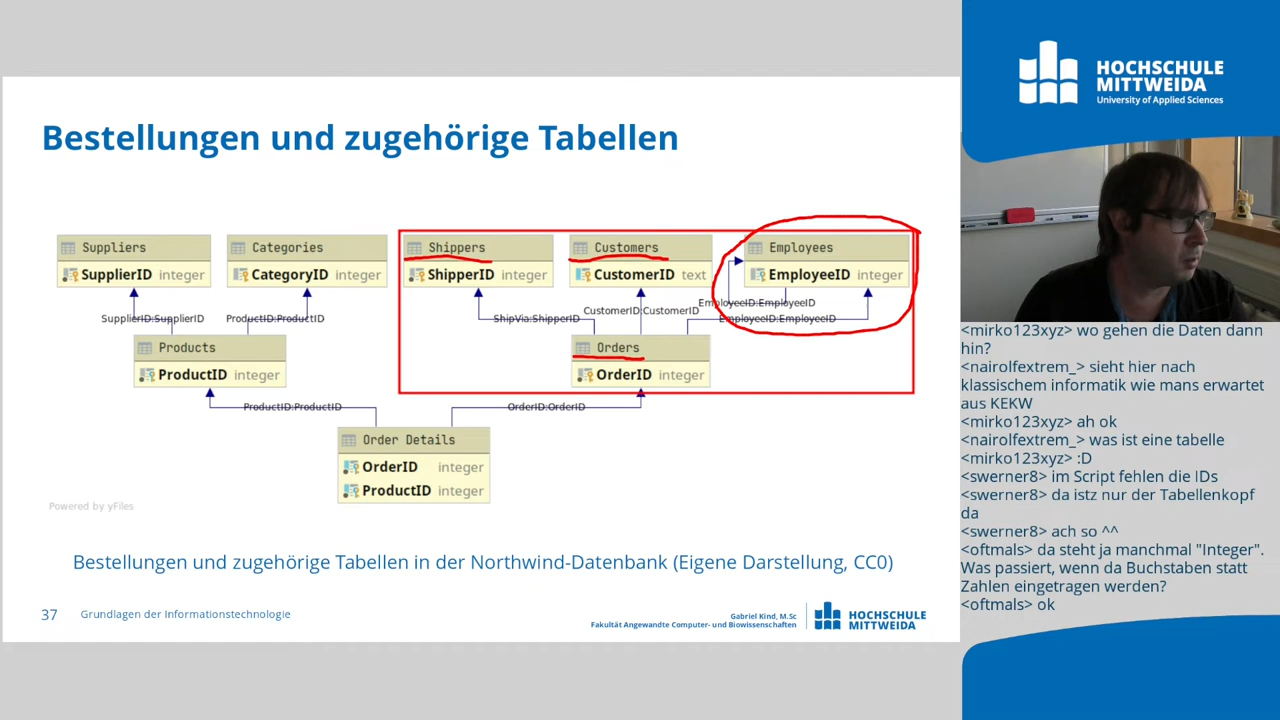 Bestellungen und zugehörige Tabellen
Suppliers
SupplierID integer
Categories
CategoryID integer
Shippers
ShipperID integer
Customers
CustomerID text
Employees
EmployeeID integer
SupplierID:SupplierID
ProductID:ProductID
ShipVia:ShipperID
CustomerID:CustomerID
EmployeeID:EmployeeID
EmployeeID:EmployeeID
Products
ProductID integer
Orders
OrderID integer
ProductID:ProductID
OrderID:OrderID
Order Details
OrderID integer
ProductID integer
Powered by yFiles
Bestellungen und zugehörige Tabellen in der Northwind-Datenbank (Eigene Darstellung, CC0)
37 Grundlagen der Informationstechnologie
Gabriel Kind, M.Sc
Fakultät Angewandte Computer- und Biowissenschaften
HOCHSCHULE
MITTWEIDA
HOCHSCHULE
MITTWEIDA
University of Applied Sciences
<mirko123xyz> wo gehen die Daten dann
hin?
<nairolfextrem_> sieht hier nach
klassischem informatik wie mans erwartet
aus KEKW
<mirko123xyz> ah ok
<nairolfextrem_> was ist eine tabelle
<mirko123xyz> :D
<swerner8> im Script fehlen die IDs
<swerner8> da istz nur der Tabellenkopf
da
<swerner8> ach so ^^
<oftmals> da steht ja manchmal "Integer".
Was passiert, wenn da Buchstaben statt
Zahlen eingetragen werden?
<oftmals> ok